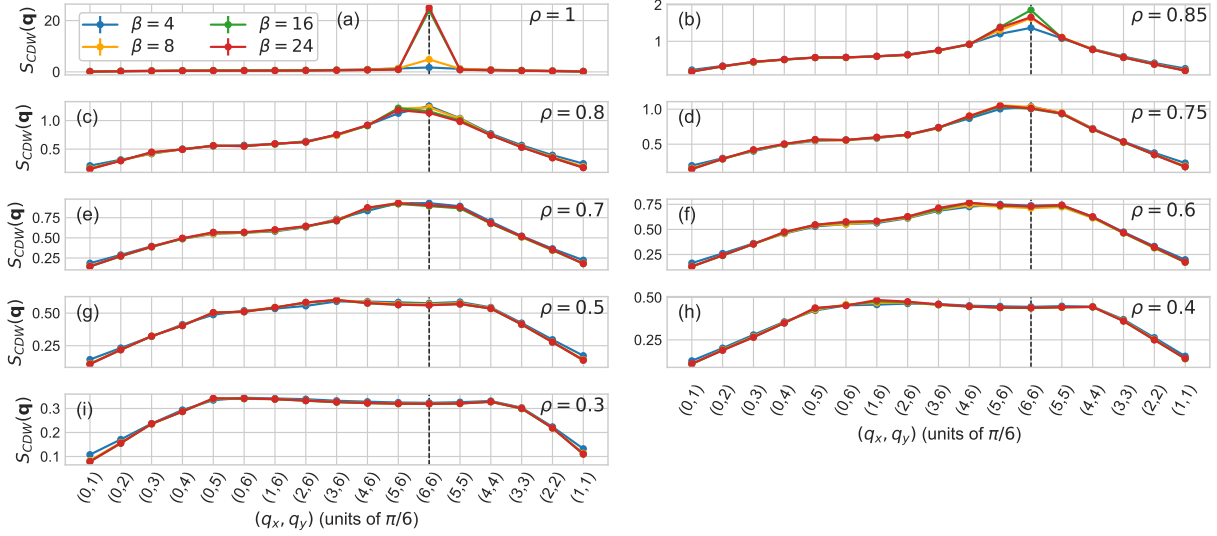 20
10
0
S_CDW(q)
β = 4
β = 8
β = 16
β = 24
(a)
ρ = 1
2
1
(b)
ρ = 0.85
1.0
0.5
S_CDW(q)
(c)
ρ = 0.8
1.0
0.5
(d)
ρ = 0.75
0.75
0.50
0.25
S_CDW(q)
(e)
ρ = 0.7
0.75
0.50
0.25
(f)
ρ = 0.6
0.50
0.25
S_CDW(q)
(g)
ρ = 0.5
0.50
0.25
(h)
ρ = 0.4
(0,1)
(0,2)
(0,3)
(0,4)
(0,5)
(0,6)
(1,6)
(2,6)
(3,6)
(4,6)
(5,6)
(6,6)
(5,5)
(4,4)
(3,3)
(2,2)
(1,1)
(q_x, q_y) (units of π/6)
0.3
0.2
0.1
S_CDW(q)
(i)
ρ = 0.3
(0,1)
(0,2)
(0,3)
(0,4)
(0,5)
(0,6)
(1,6)
(2,6)
(3,6)
(4,6)
(5,6)
(6,6)
(5,5)
(4,4)
(3,3)
(2,2)
(1,1)
(q_x, q_y) (units of π/6)